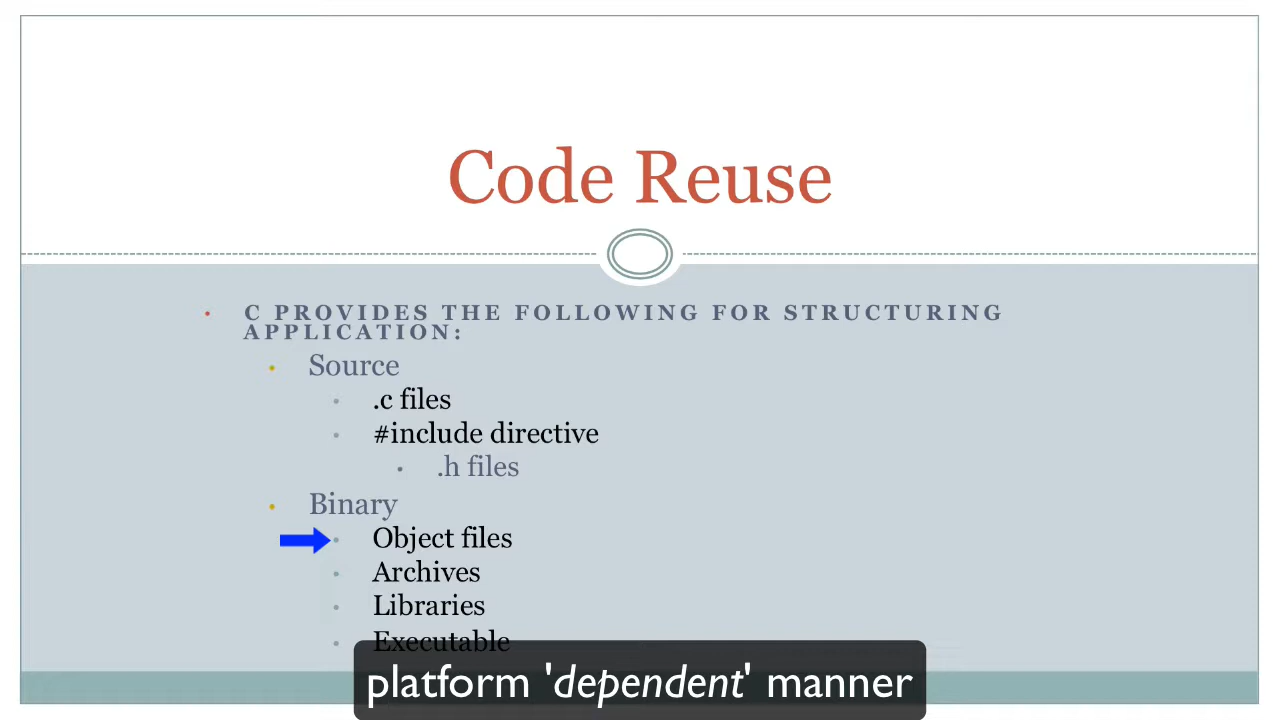 Code Reuse
C PROVIDES THE FOLLOWING FOR STRUCTURING
APPLICATION:
Source
.c files
#include directive
.h files
Binary
Object files
Archives
Libraries
Executable
platform 'dependent' manner